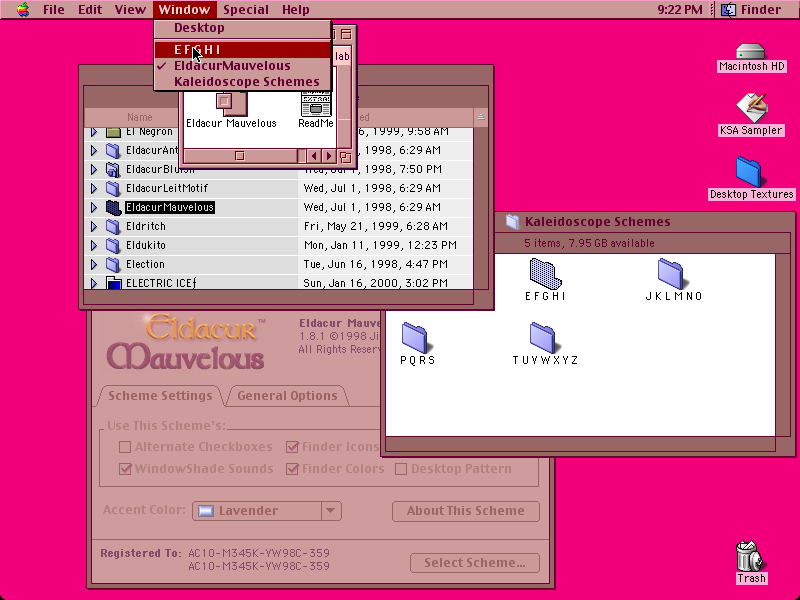 File Edit View Window Special Help 9:22 PM Finder
Desktop
E F G H I
✓ EldacurMauvelous
Kaleidoscope Schemes
lab
Eldacur Mauvelous ReadMe
Name
El Negron 6, 1999, 9:58 AM
EldacurAnt 1, 1998, 6:29 AM
EldacurBluish Wed, Jul 1, 1998, 7:50 PM
EldacurLeitMotif Wed, Jul 1, 1998, 6:29 AM
EldacurMauvelous Wed, Jul 1, 1998, 6:29 AM
Eldritch Fri, May 21, 1999, 6:28 AM
Eldukito Mon, Jan 11, 1999, 12:23 PM
Election Tue, Jun 16, 1998, 4:47 PM
ELECTRIC ICEƒ Sun, Jan 16, 2000, 3:02 PM
Kaleidoscope Schemes
5 items, 7.95 GB available
E F G H I
J K L M N O
P Q R S
T U Y W X Y Z
Eldacur™
Mauvelous
Eldacur Mauve
1.8.1 ©1998 Ji
All Rights Reser
Scheme Settings General Options
Use This Scheme's:
Alternate Checkboxes Finder Icons
WindowShade Sounds Finder Colors Desktop Pattern
Accent Color: Lavender About This Scheme
Registered To: AC10-M345K-YW98C-359
AC10-M345K-YW98C-359
Select Scheme...
Macintosh HD
KSA Sampler
Desktop Textures
Trash